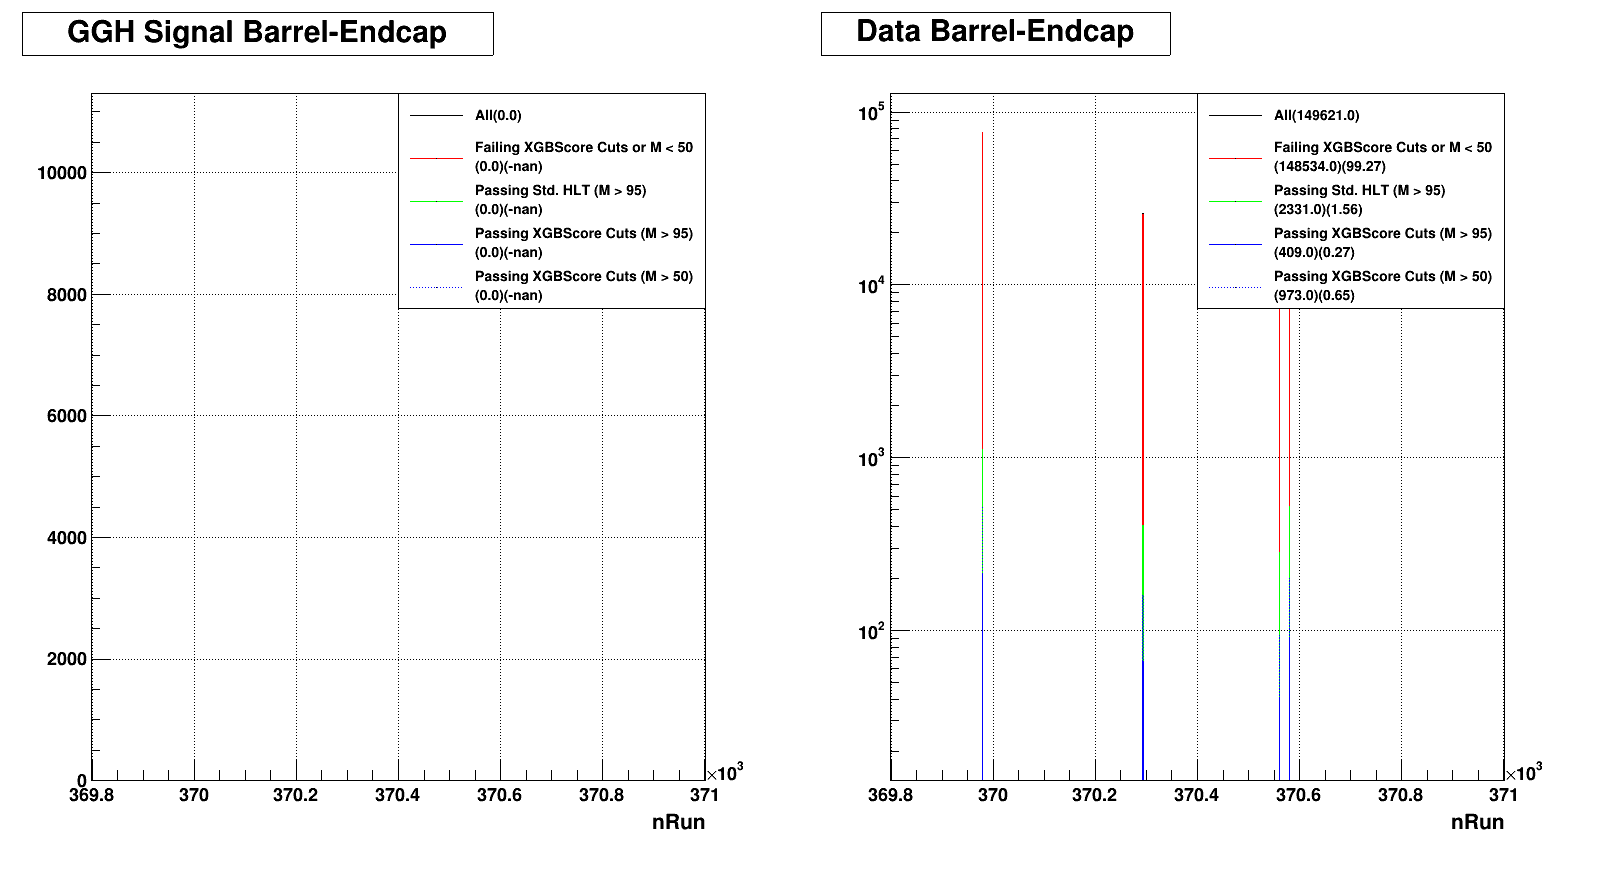 GGH Signal Barrel-Endcap
All(0.0)
Failing XGBScore Cuts or M < 50
(0.0)(-nan)
Passing Std. HLT (M > 95)
(0.0)(-nan)
Passing XGBScore Cuts (M > 95)
(0.0)(-nan)
Passing XGBScore Cuts (M > 50)
(0.0)(-nan)
10000
8000
6000
4000
2000
0
369.8 370 370.2 370.4 370.6 370.8 371
×10³
nRun
Data Barrel-Endcap
All(149621.0)
Failing XGBScore Cuts or M < 50
(148534.0)(99.27)
Passing Std. HLT (M > 95)
(2331.0)(1.56)
Passing XGBScore Cuts (M > 95)
(409.0)(0.27)
Passing XGBScore Cuts (M > 50)
(973.0)(0.65)
10⁵
10⁴
10³
10²
369.8 370 370.2 370.4 370.6 370.8 371
×10³
nRun